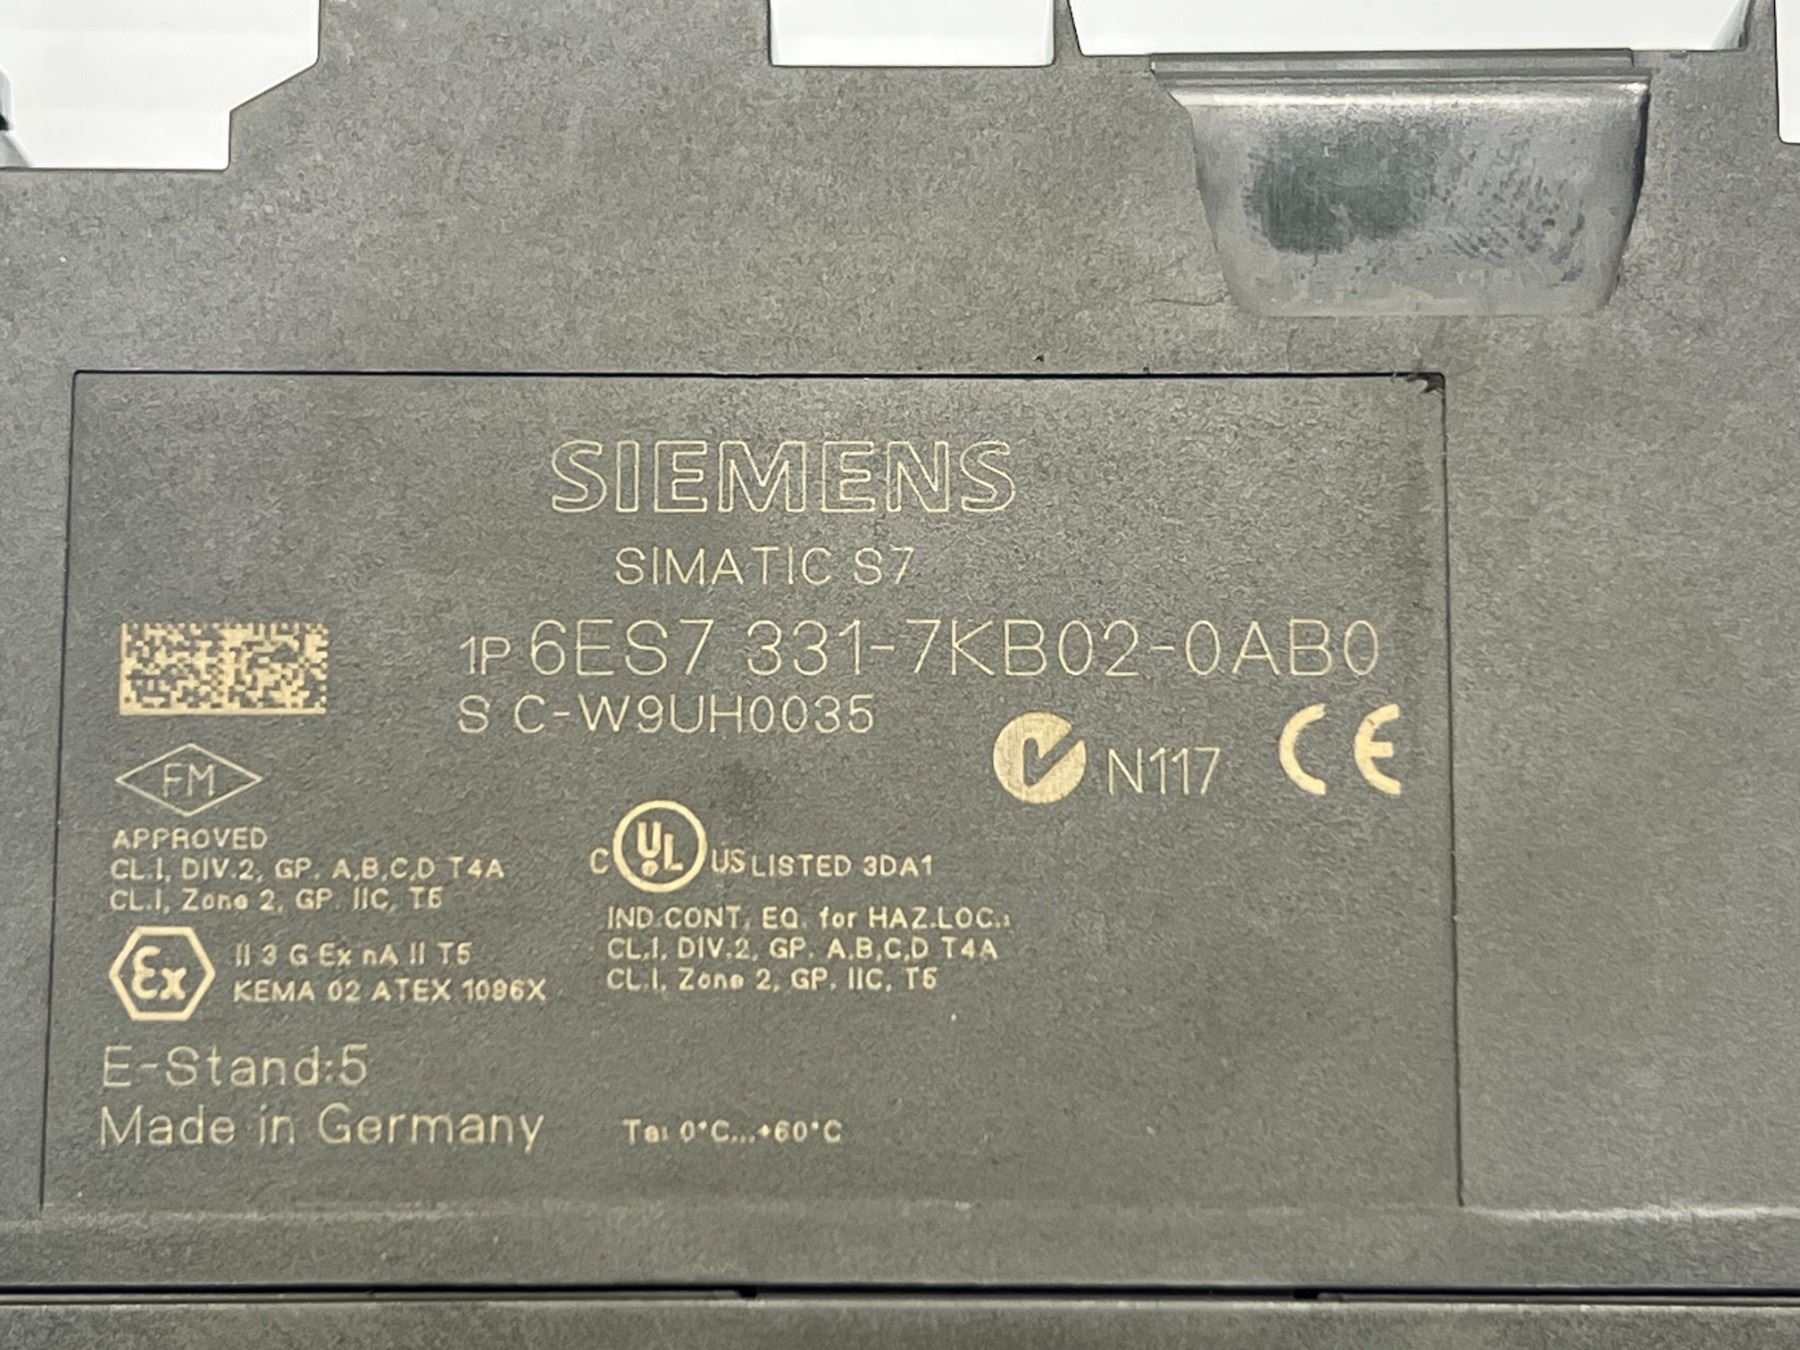 SIEMENS
SIMATIC S7
1P 6ES7 331-7KB02-0AB0
S C-W9UH0035
N117 CE
FM
APPROVED
CL.I, DIV.2, GP. A,B,C,D T4A
CL.I, Zone 2, GP. IIC, T5
C UL US LISTED 3DA1
IND.CONT. EQ. for HAZ.LOC.:
CL.I, DIV.2, GP. A,B,C,D T4A
CL.I, Zone 2, GP. IIC, T5
Ex II 3 G Ex nA II T5
KEMA 02 ATEX 1096X
E-Stand:5
Made in Germany
Ta: 0°C...+60°C